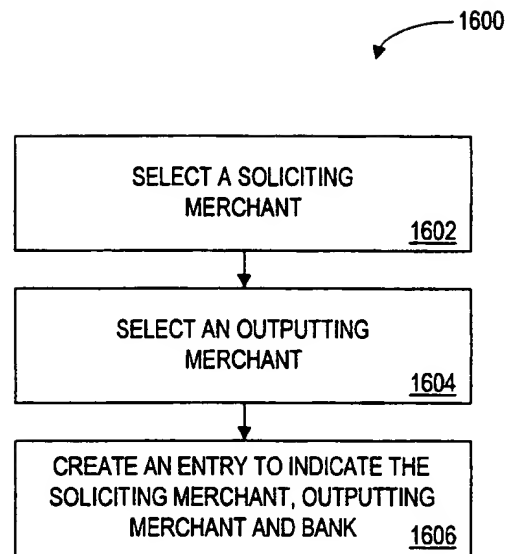 1600
SELECT A SOLICITING
MERCHANT
1602
SELECT AN OUTPUTTING
MERCHANT
1604
CREATE AN ENTRY TO INDICATE THE
SOLICITING MERCHANT, OUTPUTTING
MERCHANT AND BANK
1606